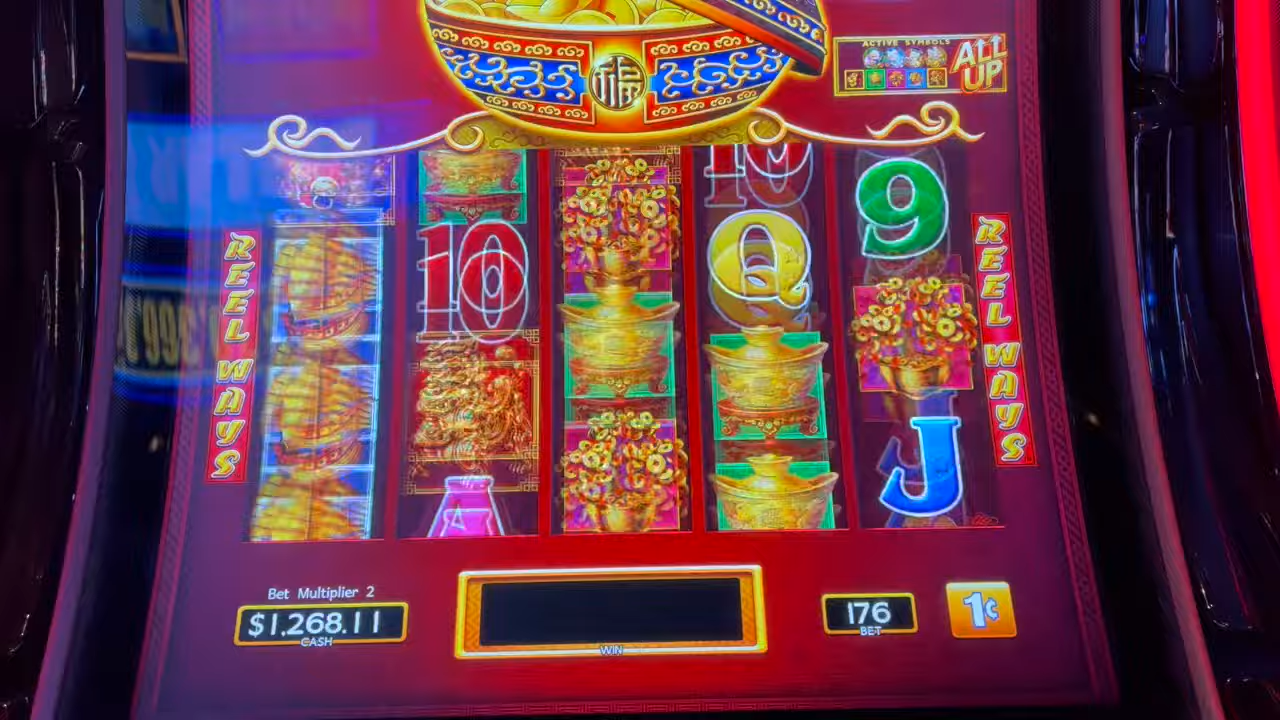 福
ACTIVE SYMBOLS
ALL UP
10
9
10
Q
J
A
REEL WAYS
REEL WAYS
Bet Multiplier 2
$1,268.11
CASH
WIN
176
BET
1¢